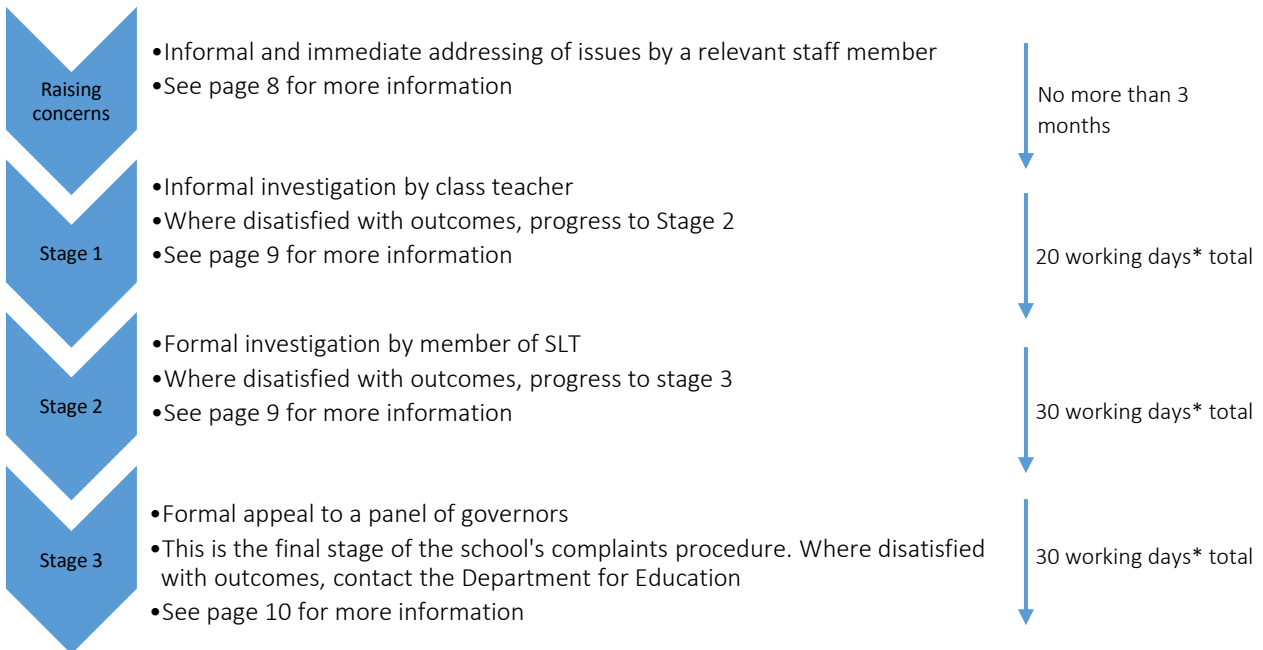 Raising
concerns
•Informal and immediate addressing of issues by a relevant staff member
•See page 8 for more information
No more than 3
months
Stage 1
•Informal investigation by class teacher
•Where disatisfied with outcomes, progress to Stage 2
•See page 9 for more information
20 working days* total
Stage 2
•Formal investigation by member of SLT
•Where disatisfied with outcomes, progress to stage 3
•See page 9 for more information
30 working days* total
Stage 3
•Formal appeal to a panel of governors
•This is the final stage of the school's complaints procedure. Where disatisfied
with outcomes, contact the Department for Education
•See page 10 for more information
30 working days* total